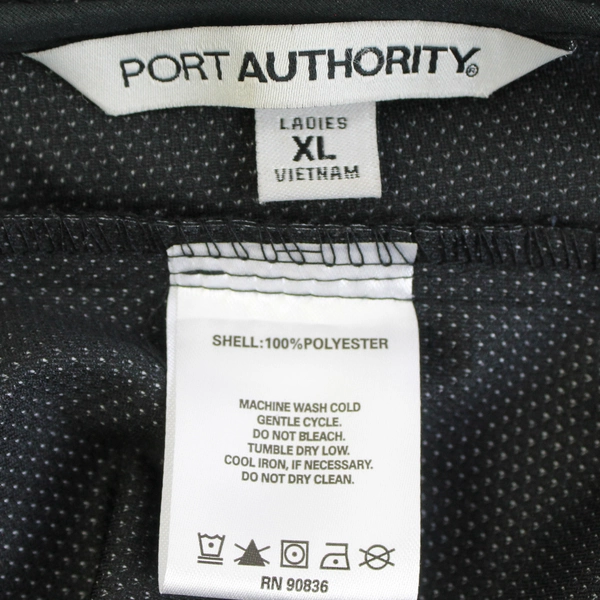 PORT AUTHORITY®
LADIES
XL
VIETNAM
SHELL:100%POLYESTER
MACHINE WASH COLD
GENTLE CYCLE.
DO NOT BLEACH.
TUMBLE DRY LOW.
COOL IRON, IF NECESSARY.
DO NOT DRY CLEAN.
RN 90836